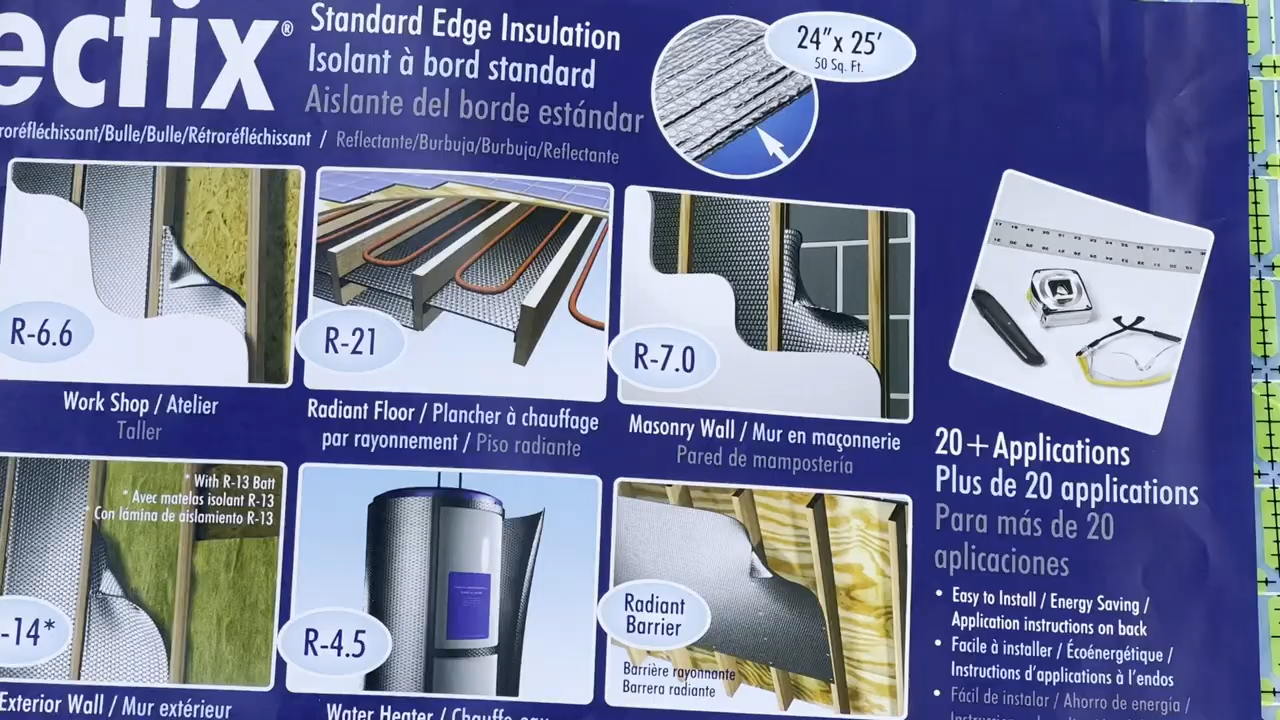 ectix®
Standard Edge Insulation
Isolant à bord standard
Aislante del borde estándar
24"x 25'
50 Sq. Ft.
roréfléchissant/Bulle/Bulle/Rétroréfléchissant / Reflectante/Burbuja/Burbuja/Reflectante
R-6.6
Work Shop / Atelier
Taller
R-21
Radiant Floor / Plancher à chauffage
par rayonnement / Piso radiante
R-7.0
Masonry Wall / Mur en maçonnerie
Pared de mampostería
* With R-13 Batt
* Avec matelas isolant R-13
Con lámina de aislamiento R-13
-14*
Exterior Wall / Mur extérieur
R-4.5
Water Heater / Chauffe-eau
Radiant
Barrier
Barrière rayonnante
Barrera radiante
20+Applications
Plus de 20 applications
Para más de 20
aplicaciones
• Easy to Install / Energy Saving /
Application instructions on back
• Facile à installer / Écoénergétique /
Instructions d'applications à l'endos
• Fácil de instalar / Ahorro de energía /